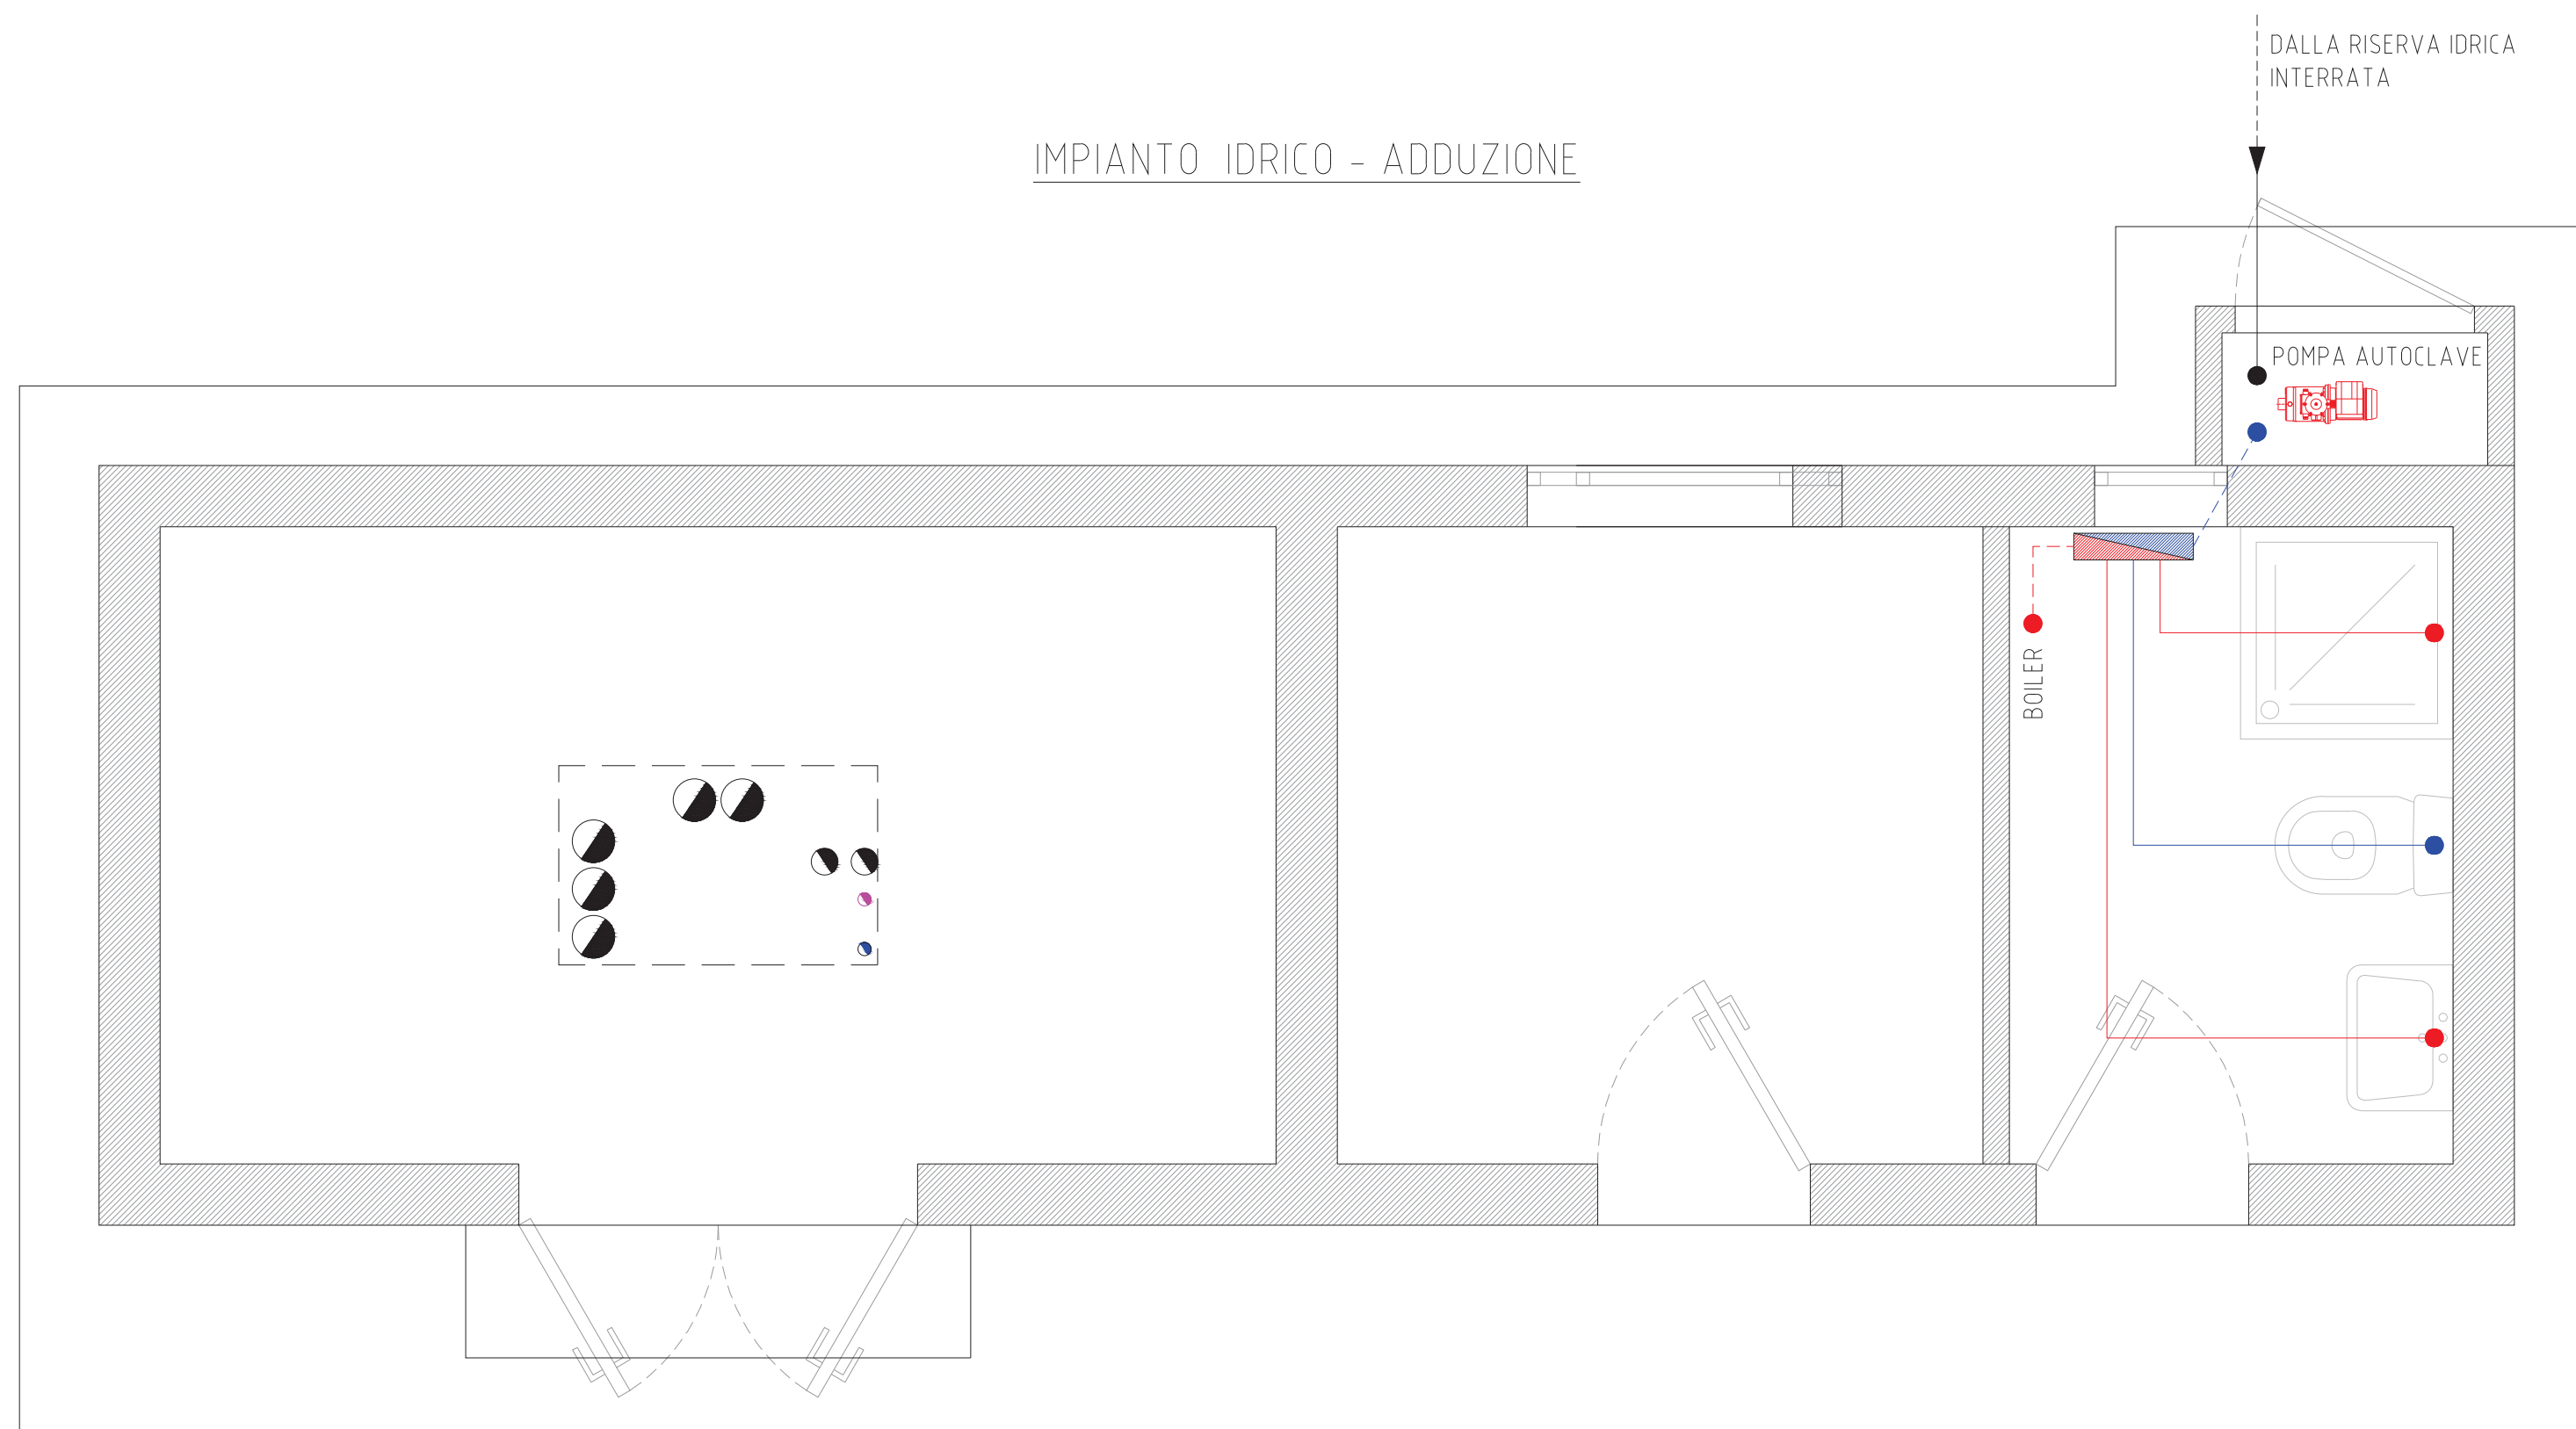 DALLA RISERVA IDRICA
INTERRATA
IMPIANTO IDRICO - ADDUZIONE
POMPA AUTOCLAVE
BOILER